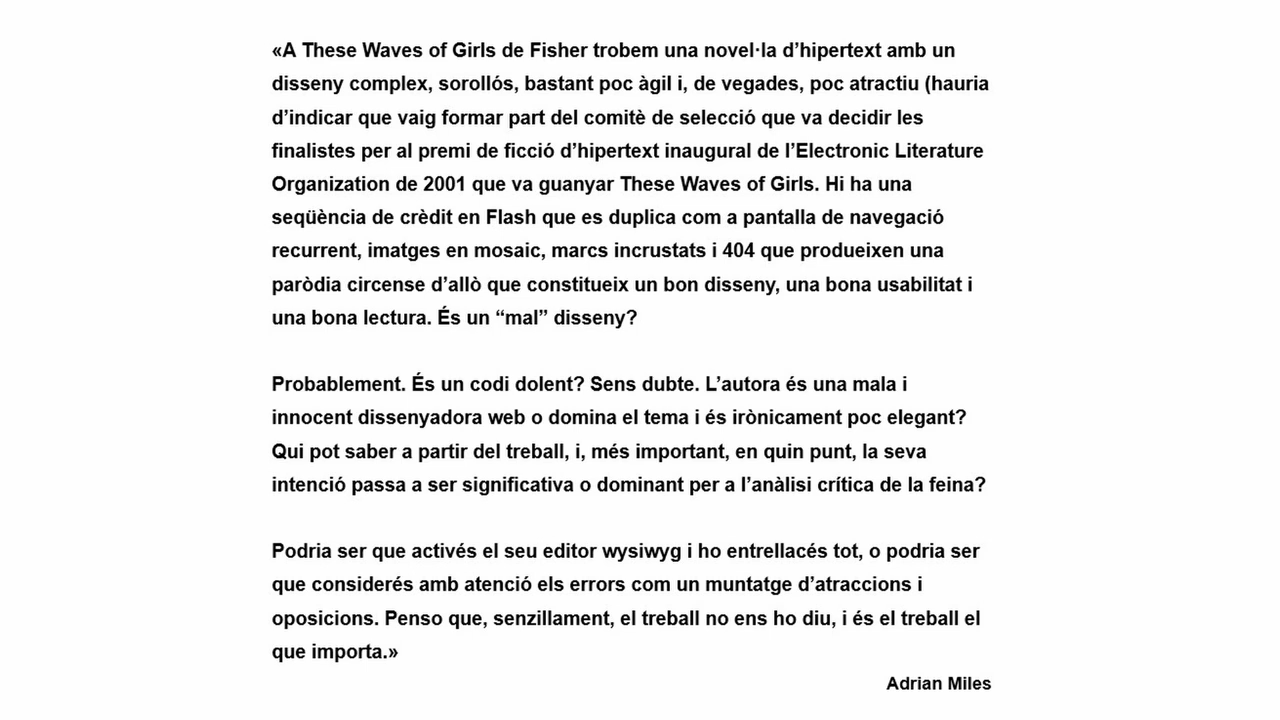 «A These Waves of Girls de Fisher trobem una novel·la d’hipertext amb un
disseny complex, sorollós, bastant poc àgil i, de vegades, poc atractiu (hauria
d’indicar que vaig formar part del comitè de selecció que va decidir les
finalistes per al premi de ficció d’hipertext inaugural de l’Electronic Literature
Organization de 2001 que va guanyar These Waves of Girls. Hi ha una
seqüència de crèdit en Flash que es duplica com a pantalla de navegació
recurrent, imatges en mosaic, marcs incrustats i 404 que produeixen una
paròdia circense d’allò que constitueix un bon disseny, una bona usabilitat i
una bona lectura. És un “mal” disseny?
Probablement. És un codi dolent? Sens dubte. L’autora és una mala i
innocent dissenyadora web o domina el tema i és irònicament poc elegant?
Qui pot saber a partir del treball, i, més important, en quin punt, la seva
intenció passa a ser significativa o dominant per a l’anàlisi crítica de la feina?
Podria ser que activés el seu editor wysiwyg i ho entrellacés tot, o podria ser
que considerés amb atenció els errors com un muntatge d’atraccions i
oposicions. Penso que, senzillament, el treball no ens ho diu, i és el treball el
que importa.»
Adrian Miles